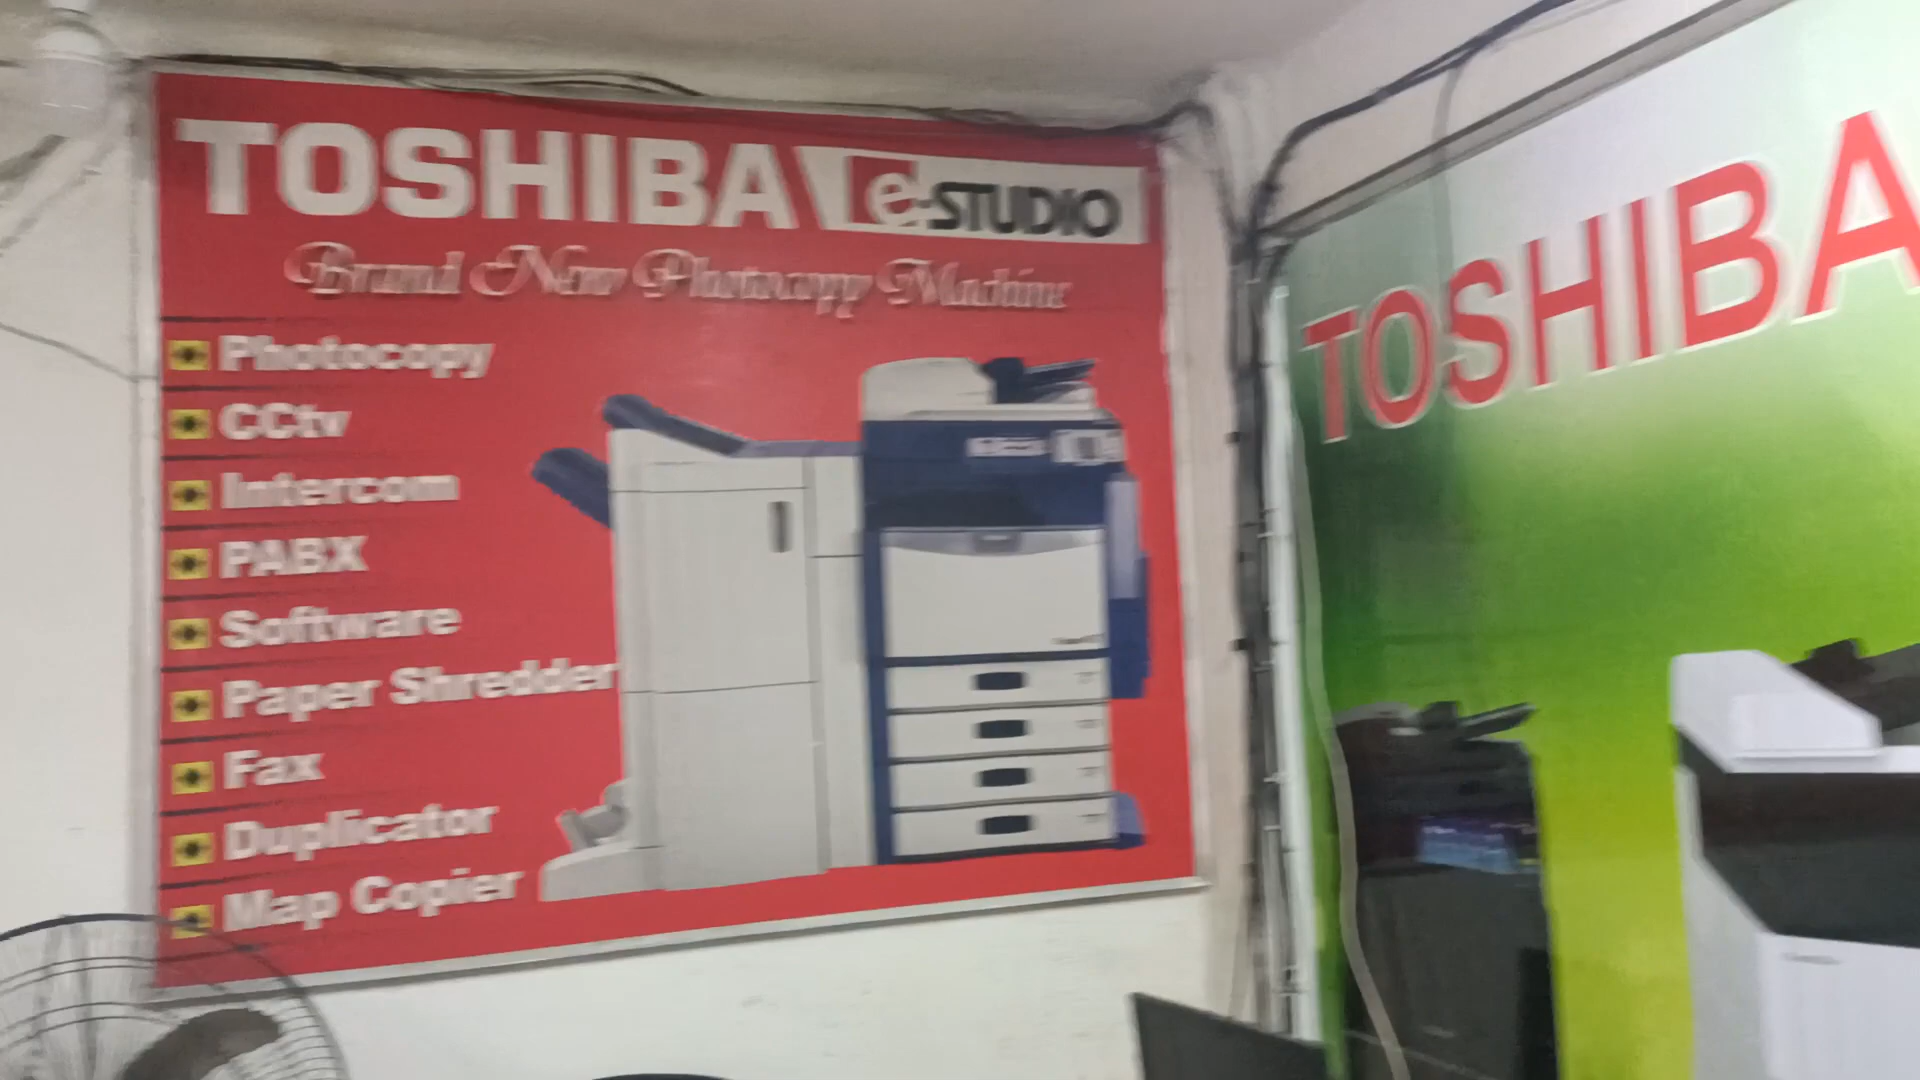 TOSHIBA e-STUDIO
Brand New Photocopy Machine
Photocopy
CCtv
Intercom
PABX
Software
Paper Shredder
Fax
Duplicator
Map Copier
TOSHIBA